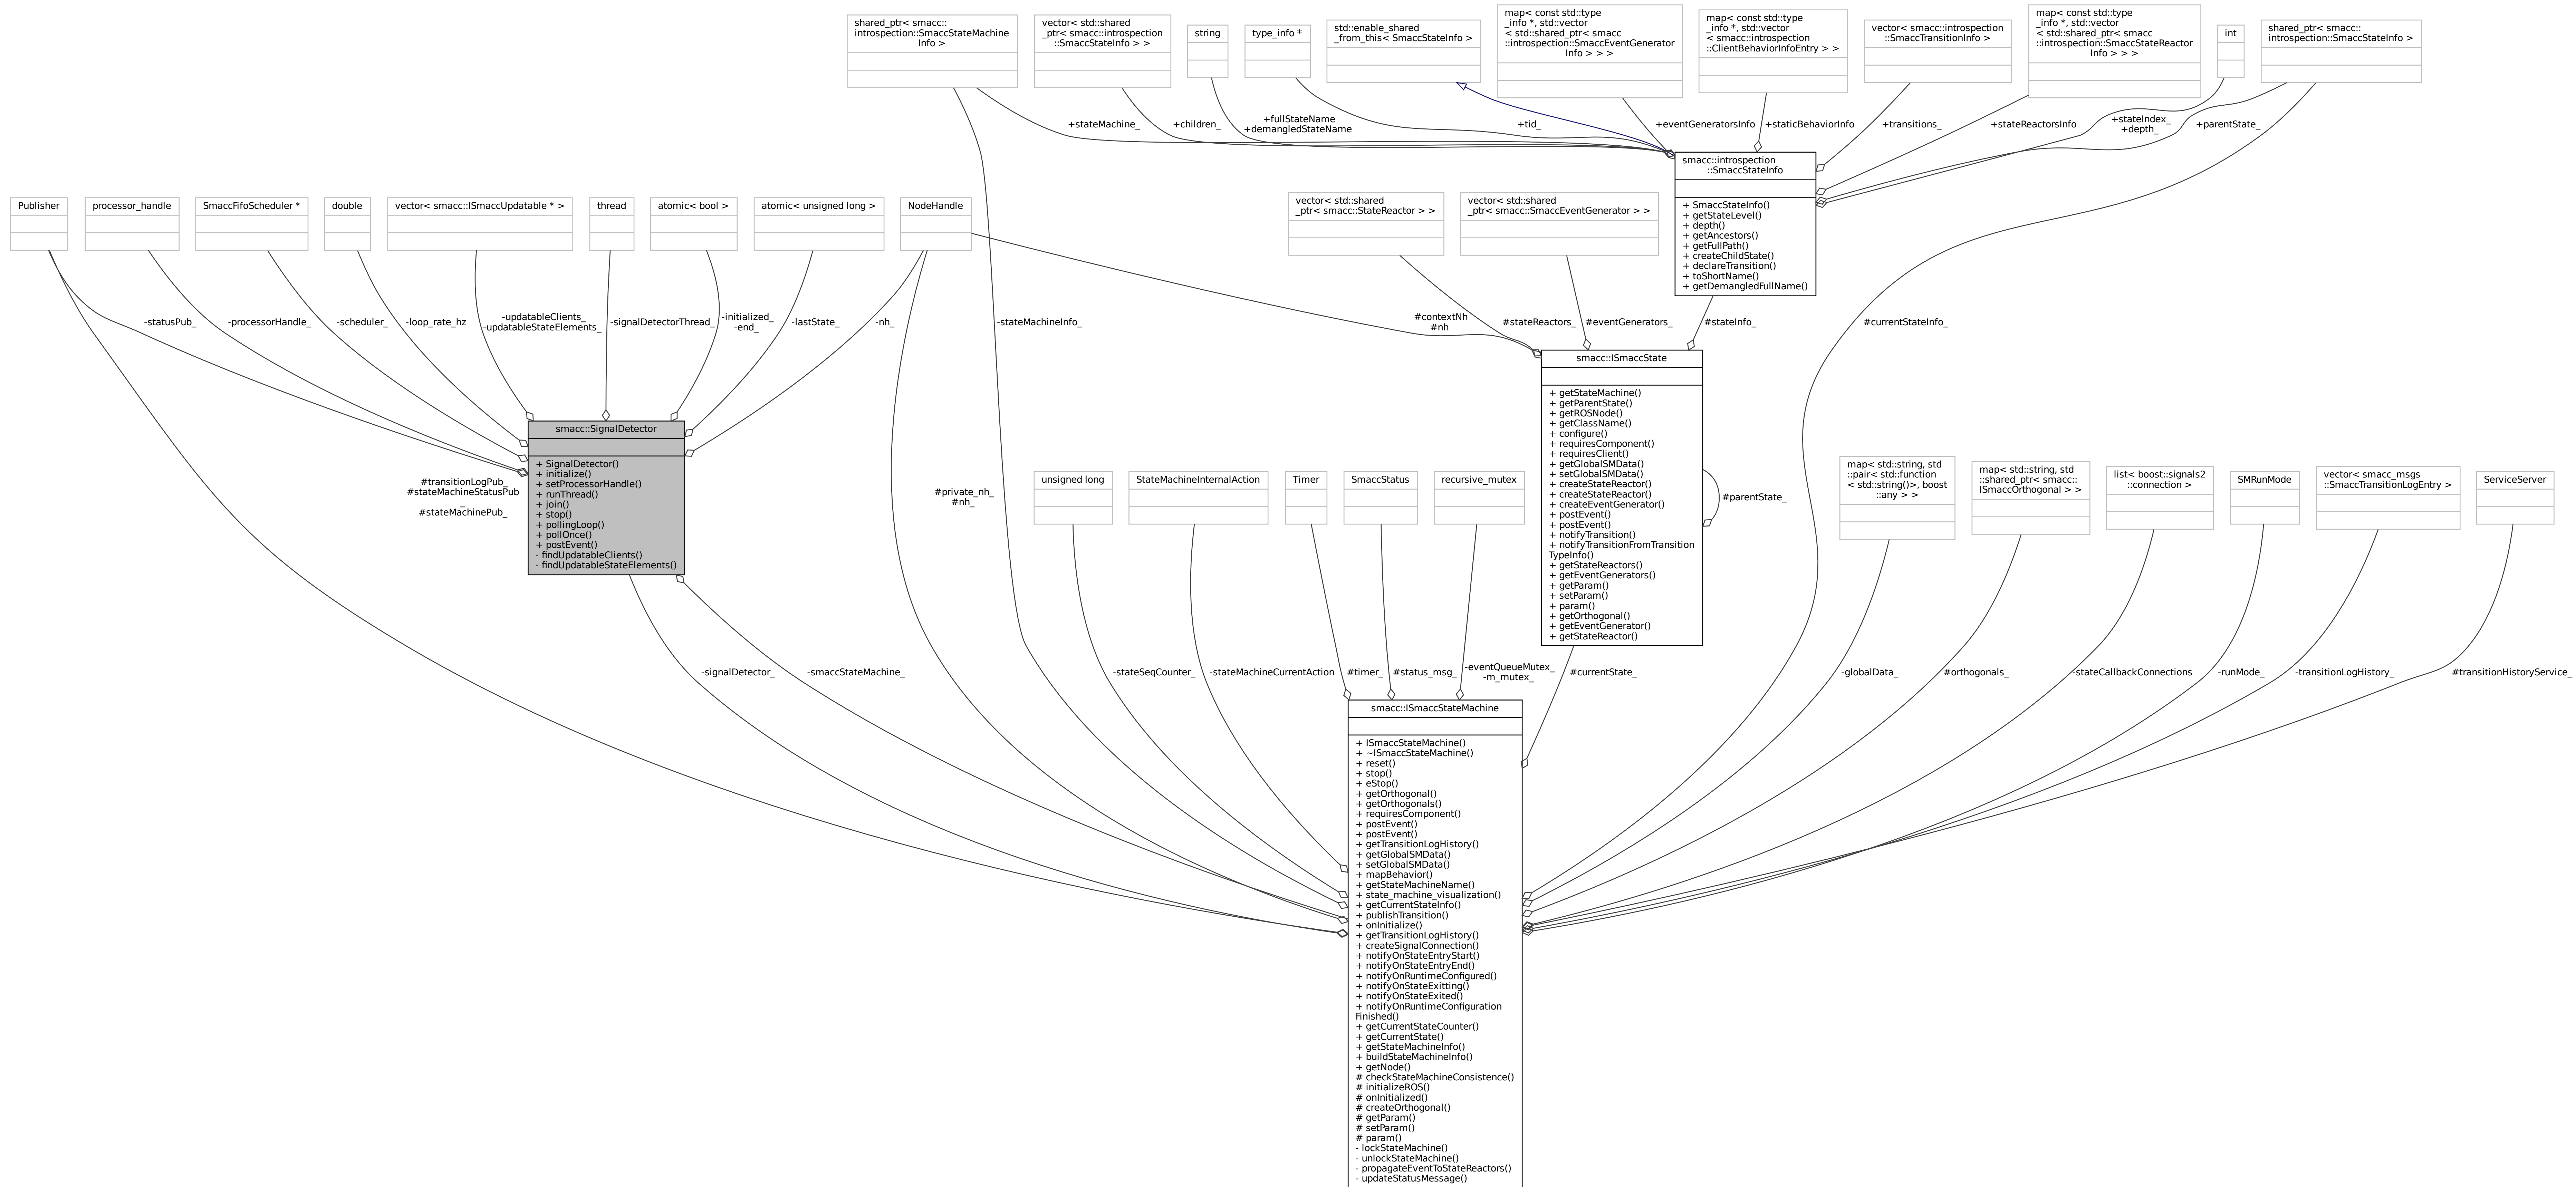 shared_ptr< smacc::
introspection::SmaccStateMachine
Info >
vector< std::shared
_ptr< smacc::introspection
::SmaccStateInfo > >
string
type_info *
std::enable_shared
_from_this< SmaccStateInfo >
map< const std::type
_info *, std::vector
< std::shared_ptr< smacc
::introspection::SmaccEventGenerator
Info > > >
map< const std::type
_info *, std::vector
< smacc::introspection
::ClientBehaviorInfoEntry > >
vector< smacc::introspection
::SmaccTransitionInfo >
map< const std::type
_info *, std::vector
< std::shared_ptr< smacc
::introspection::SmaccStateReactor
Info > > >
int
shared_ptr< smacc::
introspection::SmaccStateInfo >
+stateMachine_
+children_
+fullStateName
+demangledStateName
+tid_
+eventGeneratorsInfo
+staticBehaviorInfo
+transitions_
+stateReactorsInfo
+stateIndex_
+depth_
+parentState_
smacc::introspection
::SmaccStateInfo
+ SmaccStateInfo()
+ getStateLevel()
+ depth()
+ getAncestors()
+ getFullPath()
+ createChildState()
+ declareTransition()
+ toShortName()
+ getDemangledFullName()
Publisher
processor_handle
SmaccFifoScheduler *
double
vector< smacc::ISmaccUpdatable * >
thread
atomic< bool >
atomic< unsigned long >
NodeHandle
vector< std::shared
_ptr< smacc::StateReactor > >
vector< std::shared
_ptr< smacc::SmaccEventGenerator > >
-statusPub_
-processorHandle_
-scheduler_
-loop_rate_hz
-updatableClients_
-updatableStateElements_
-signalDetectorThread_
-initialized_
-end_
-lastState_
-nh_
-stateMachineInfo_
#contextNh
#nh
#stateReactors_
#eventGenerators_
#stateInfo_
#currentStateInfo_
smacc::SignalDetector
+ SignalDetector()
+ initialize()
+ setProcessorHandle()
+ runThread()
+ join()
+ stop()
+ pollingLoop()
+ pollOnce()
+ postEvent()
- findUpdatableClients()
- findUpdatableStateElements()
smacc::ISmaccState
+ getStateMachine()
+ getParentState()
+ getROSNode()
+ getClassName()
+ configure()
+ requiresComponent()
+ requiresClient()
+ getGlobalSMData()
+ setGlobalSMData()
+ createStateReactor()
+ createStateReactor()
+ createEventGenerator()
+ postEvent()
+ postEvent()
+ notifyTransition()
+ notifyTransitionFromTransition
TypeInfo()
+ getStateReactors()
+ getEventGenerators()
+ getParam()
+ setParam()
+ param()
+ getOrthogonal()
+ getEventGenerator()
+ getStateReactor()
#parentState_
#transitionLogPub_
#stateMachineStatusPub
_
#stateMachinePub_
#private_nh_
#nh_
unsigned long
StateMachineInternalAction
Timer
SmaccStatus
recursive_mutex
map< std::string, std
::pair< std::function
< std::string()>, boost
::any > >
map< std::string, std
::shared_ptr< smacc::
ISmaccOrthogonal > >
list< boost::signals2
::connection >
SMRunMode
vector< smacc_msgs
::SmaccTransitionLogEntry >
ServiceServer
-signalDetector_
-smaccStateMachine_
-stateSeqCounter_
-stateMachineCurrentAction
#timer_
#status_msg_
-eventQueueMutex_
-m_mutex_
#currentState_
-globalData_
#orthogonals_
-stateCallbackConnections
-runMode_
-transitionLogHistory_
#transitionHistoryService_
smacc::ISmaccStateMachine
+ ISmaccStateMachine()
+ ~ISmaccStateMachine()
+ reset()
+ stop()
+ eStop()
+ getOrthogonal()
+ getOrthogonals()
+ requiresComponent()
+ postEvent()
+ postEvent()
+ getTransitionLogHistory()
+ getGlobalSMData()
+ setGlobalSMData()
+ mapBehavior()
+ getStateMachineName()
+ state_machine_visualization()
+ getCurrentStateInfo()
+ publishTransition()
+ onInitialize()
+ getTransitionLogHistory()
+ createSignalConnection()
+ notifyOnStateEntryStart()
+ notifyOnStateEntryEnd()
+ notifyOnRuntimeConfigured()
+ notifyOnStateExitting()
+ notifyOnStateExited()
+ notifyOnRuntimeConfiguration
Finished()
+ getCurrentStateCounter()
+ getCurrentState()
+ getStateMachineInfo()
+ buildStateMachineInfo()
+ getNode()
# checkStateMachineConsistence()
# initializeROS()
# onInitialized()
# createOrthogonal()
# getParam()
# setParam()
# param()
- lockStateMachine()
- unlockStateMachine()
- propagateEventToStateReactors()
- updateStatusMessage()